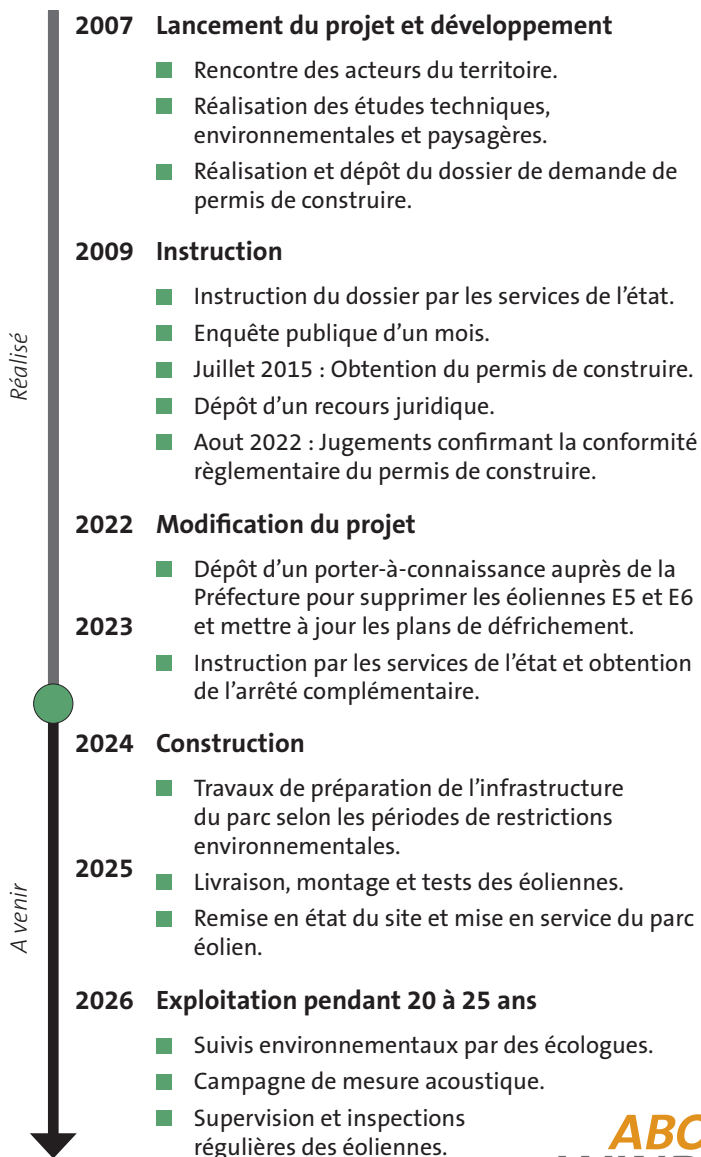 2007 Lancement du projet et développement
Rencontre des acteurs du territoire.
Réalisation des études techniques,
environnementales et paysagères.
Réalisation et dépôt du dossier de demande de
permis de construire.
2009 Instruction
Instruction du dossier par les services de l’état.
Enquête publique d’un mois.
Juillet 2015 : Obtention du permis de construire.
Dépôt d’un recours juridique.
Aout 2022 : Jugements confirmant la conformité
règlementaire du permis de construire.
Réalisé
2022 Modification du projet
Dépôt d’un porter-à-connaissance auprès de la
Préfecture pour supprimer les éoliennes E5 et E6
2023 et mettre à jour les plans de défrichement.
Instruction par les services de l’état et obtention
de l’arrêté complémentaire.
2024 Construction
Travaux de préparation de l’infrastructure
du parc selon les périodes de restrictions
environnementales.
2025
Livraison, montage et tests des éoliennes.
Remise en état du site et mise en service du parc
éolien.
A venir
2026 Exploitation pendant 20 à 25 ans
Suivis environnementaux par des écologues.
Campagne de mesure acoustique.
Supervision et inspections
régulières des éoliennes.
ABO